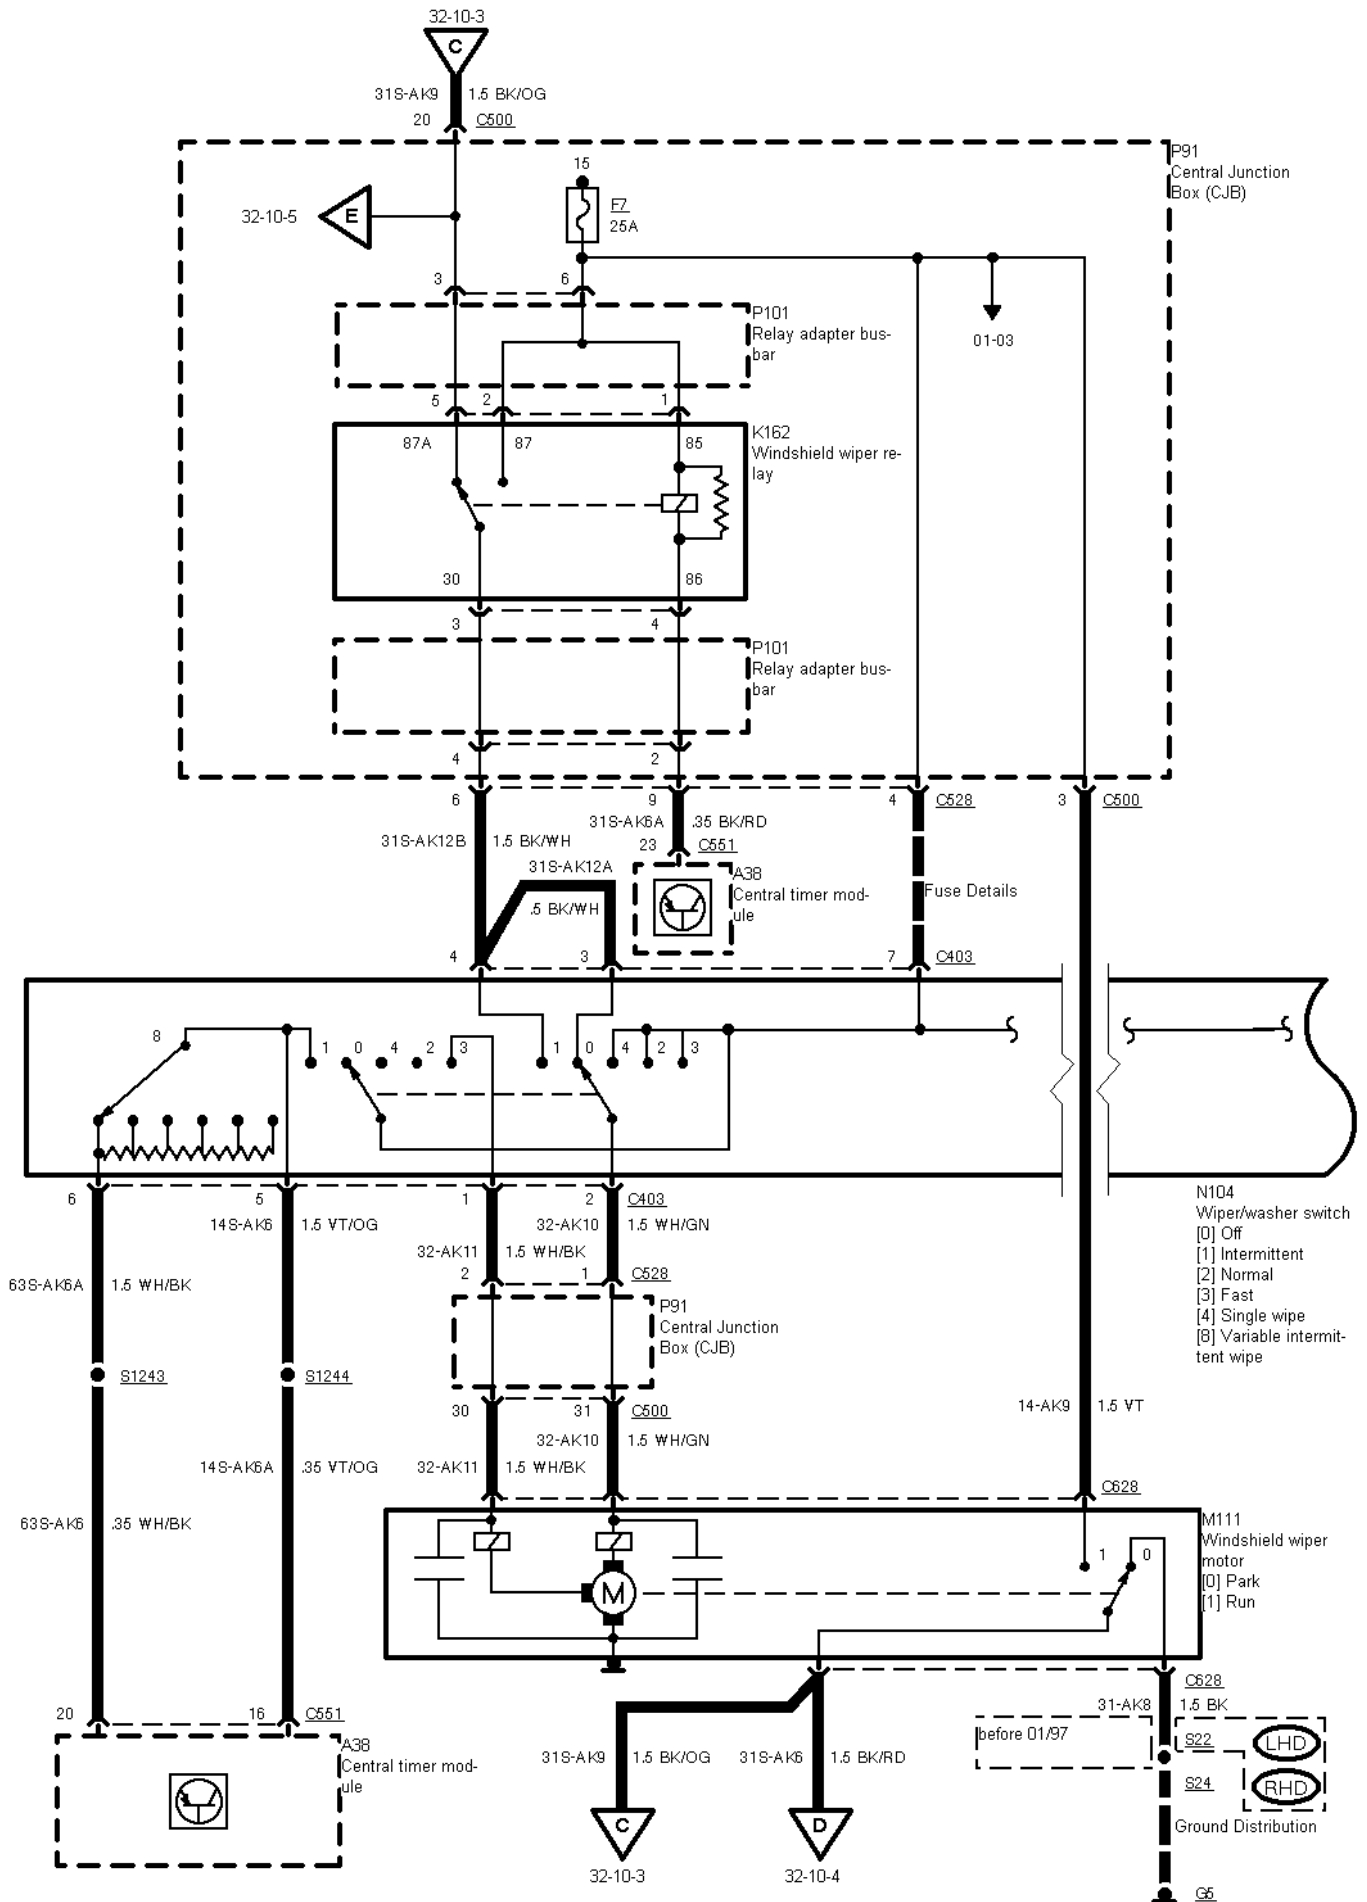 32-10-3
C
31S-AK9 1.5 BK/OG
20 C500
P91
Central Junction
Box (CJB)
15
32-10-5 E
F7
25A
3 6
P101
Relay adapter bus-
bar
01-03
5 2 1
K162
Windshield wiper re-
lay
87A 87 85
30 86
3 4
P101
Relay adapter bus-
bar
4 2
6 9 4 C528 3 C500
31S-AK6A .35 BK/RD
31S-AK12B 1.5 BK/WH
23 C551
31S-AK12A
A38
Central timer mod-
ule
Fuse Details
.5 BK/WH
4 3 7 C403
8 1 0 4 2 3 1 0 4 2 3
6 5 1 2 C403
N104
Wiper/washer switch
[0] Off
[1] Intermittent
[2] Normal
[3] Fast
[4] Single wipe
[8] Variable intermit-
tent wipe
14S-AK6 1.5 VT/OG 32-AK10 1.5 WH/GN
32-AK11 1.5 WH/BK
2 1 C528
63S-AK6A 1.5 WH/BK
P91
Central Junction
Box (CJB)
S1243 S1244
30 31 C500
14-AK9 1.5 VT
32-AK10 1.5 WH/GN
14S-AK6A .35 VT/OG 32-AK11 1.5 WH/BK
C628
63S-AK6 .35 WH/BK
M111
Windshield wiper
motor
[0] Park
[1] Run
1 0
M
C628
31-AK8 1.5 BK
20 16 C551
before 01/97
S22 LHD
A38
Central timer mod-
ule
31S-AK9 1.5 BK/OG 31S-AK6 1.5 BK/RD
S24 RHD
C D
Ground Distribution
32-10-3 32-10-4
G5